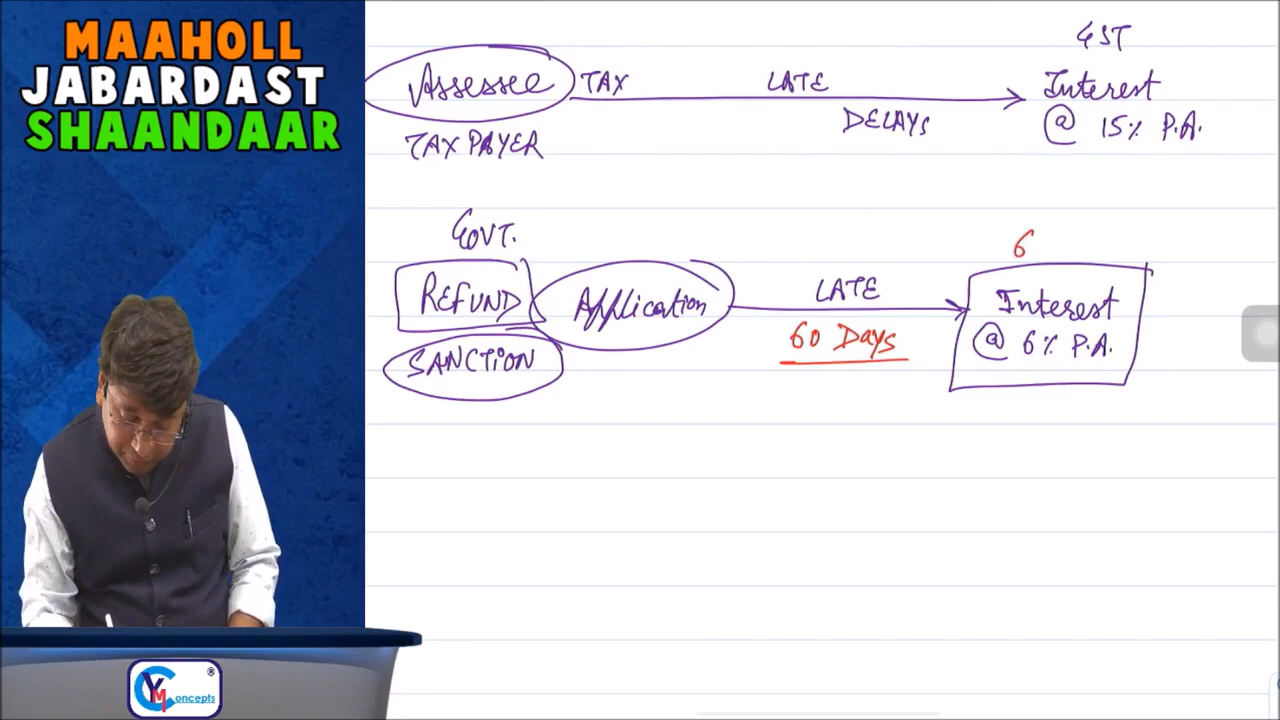 MAAHOLL
JABARDAST
SHAANDAAR
GST
Assessee TAX LATE Interest
DELAYS @ 15% P.A.
TAX PAYER
GOVT.
6
REFUND Application LATE Interest
60 Days @ 6% P.A.
SANCTION
YM Concepts ®